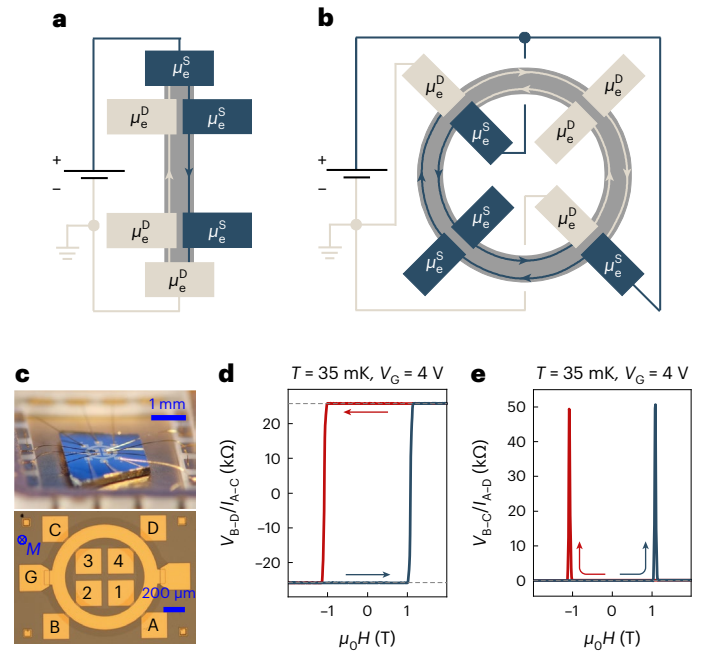 a
b
μ_e^S
μ_e^D
μ_e^S
μ_e^D
μ_e^S
μ_e^D
+
−
μ_e^D
μ_e^S
μ_e^D
μ_e^S
μ_e^D
μ_e^S
μ_e^S
+
−
c
1 mm
C
D
M
3
4
G
2
1
200 μm
B
A
d
T = 35 mK, V_G = 4 V
V_B–D/I_A–C (kΩ)
20
10
0
−10
−20
−1
0
1
μ_0H (T)
e
T = 35 mK, V_G = 4 V
V_B–C/I_A–D (kΩ)
50
40
30
20
10
0
−1
0
1
μ_0H (T)